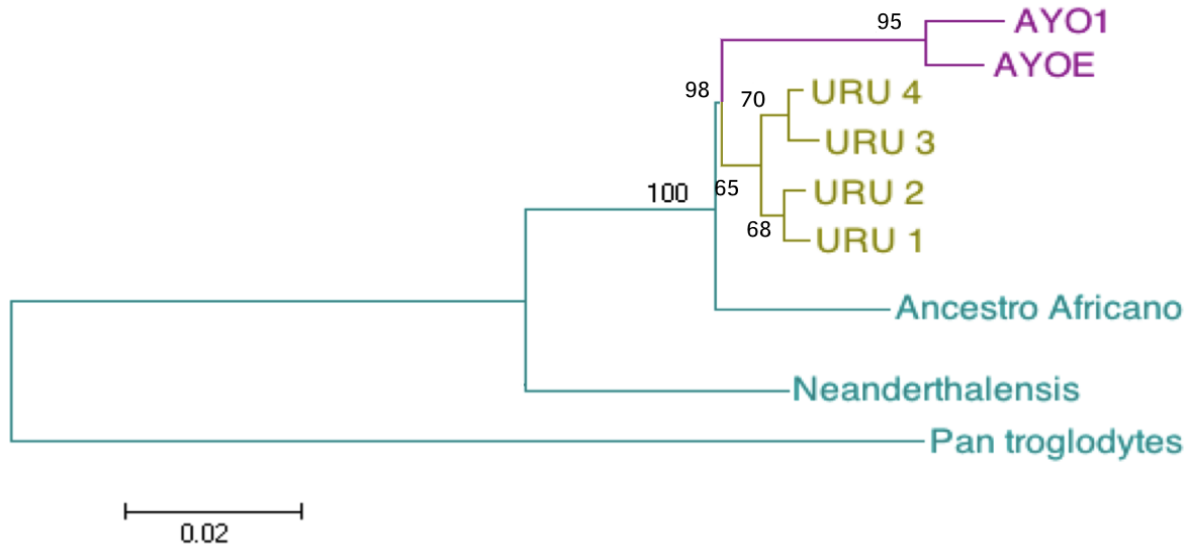 95
AYO1
AYOE
98
70
URU 4
URU 3
100
65
URU 2
68
URU 1
Ancestro Africano
Neanderthalensis
Pan troglodytes
0.02